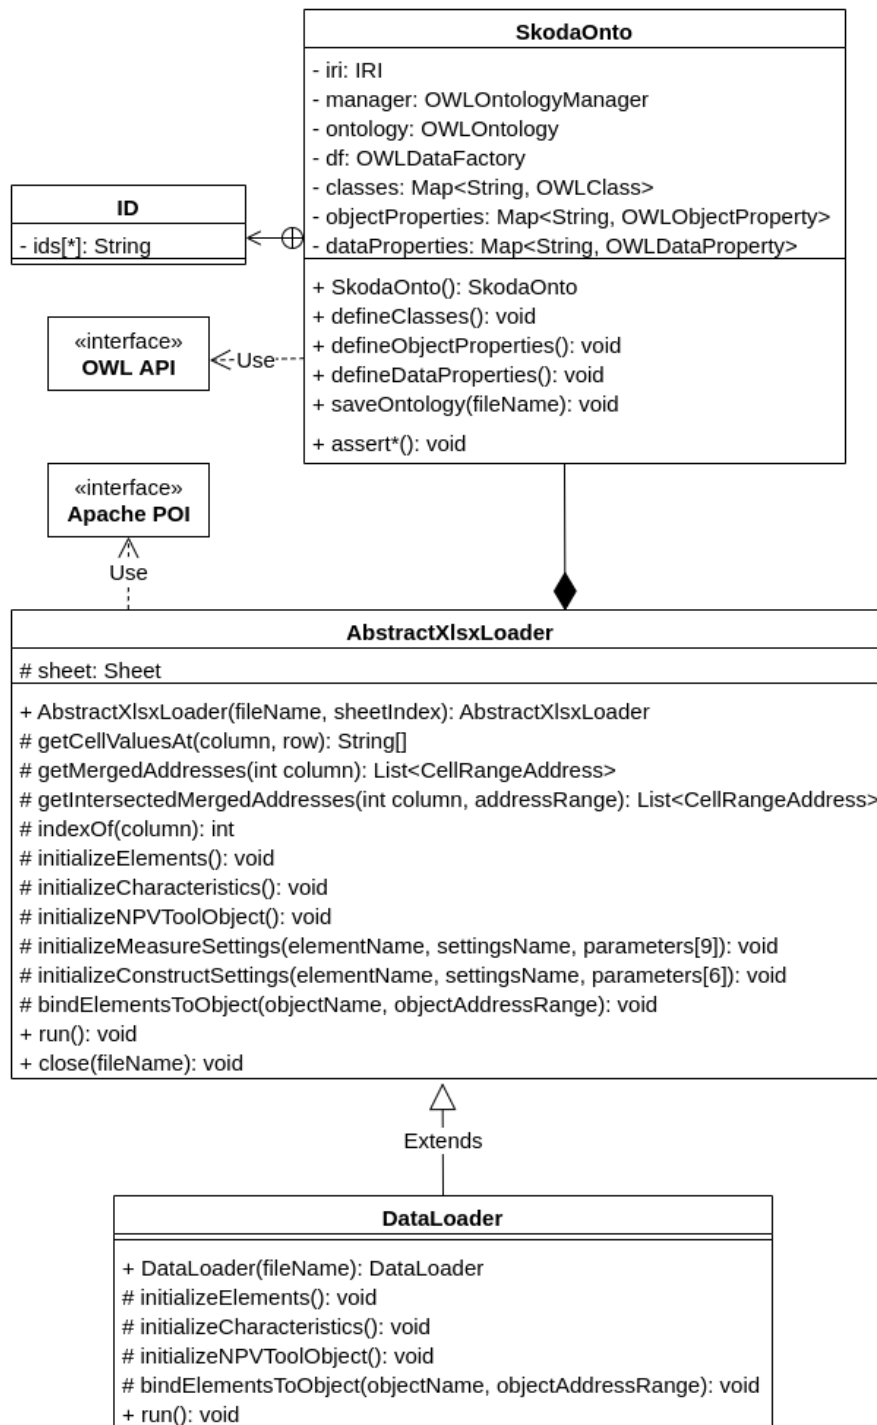 SkodaOnto
- iri: IRI
- manager: OWLOntologyManager
- ontology: OWLOntology
- df: OWLDataFactory
- classes: Map<String, OWLClass>
- objectProperties: Map<String, OWLObjectProperty>
- dataProperties: Map<String, OWLDataProperty>
+ SkodaOnto(): SkodaOnto
+ defineClasses(): void
+ defineObjectProperties(): void
+ defineDataProperties(): void
+ saveOntology(fileName): void
+ assert*(): void
ID
- ids[*]: String
«interface»
OWL API
Use
«interface»
Apache POI
Use
AbstractXlsxLoader
# sheet: Sheet
+ AbstractXlsxLoader(fileName, sheetIndex): AbstractXlsxLoader
# getCellValuesAt(column, row): String[]
# getMergedAddresses(int column): List<CellRangeAddress>
# getIntersectedMergedAddresses(int column, addressRange): List<CellRangeAddress>
# indexOf(column): int
# initializeElements(): void
# initializeCharacteristics(): void
# initializeNPVToolObject(): void
# initializeMeasureSettings(elementName, settingsName, parameters[9]): void
# initializeConstructSettings(elementName, settingsName, parameters[6]): void
# bindElementsToObject(objectName, objectAddressRange): void
+ run(): void
+ close(fileName): void
Extends
DataLoader
+ DataLoader(fileName): DataLoader
# initializeElements(): void
# initializeCharacteristics(): void
# initializeNPVToolObject(): void
# bindElementsToObject(objectName, objectAddressRange): void
+ run(): void